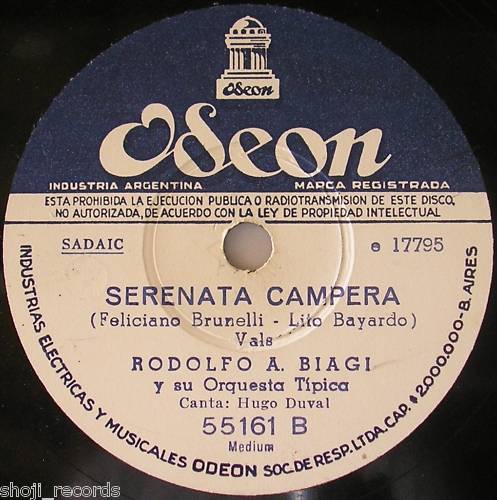 Odeon
Odeon
INDUSTRIA ARGENTINA MARCA REGISTRADA
ESTA PROHIBIDA LA EJECUCION PUBLICA O RADIOTRANSMISION DE ESTE DISCO,
NO AUTORIZADA, DE ACUERDO CON LA LEY DE PROPIEDAD INTELECTUAL
SADAIC e 17795
SERENATA CAMPERA
(Feliciano Brunelli - Lito Bayardo)
Vals
RODOLFO A. BIAGI
y su Orquesta Típica
Canta: Hugo Duval
55161 B
Medium
INDUSTRIAS ELECTRICAS Y MUSICALES ODEON SOC. DE RESP. LTDA. CAP. $2.000.000-B. AIRES
shoji_records